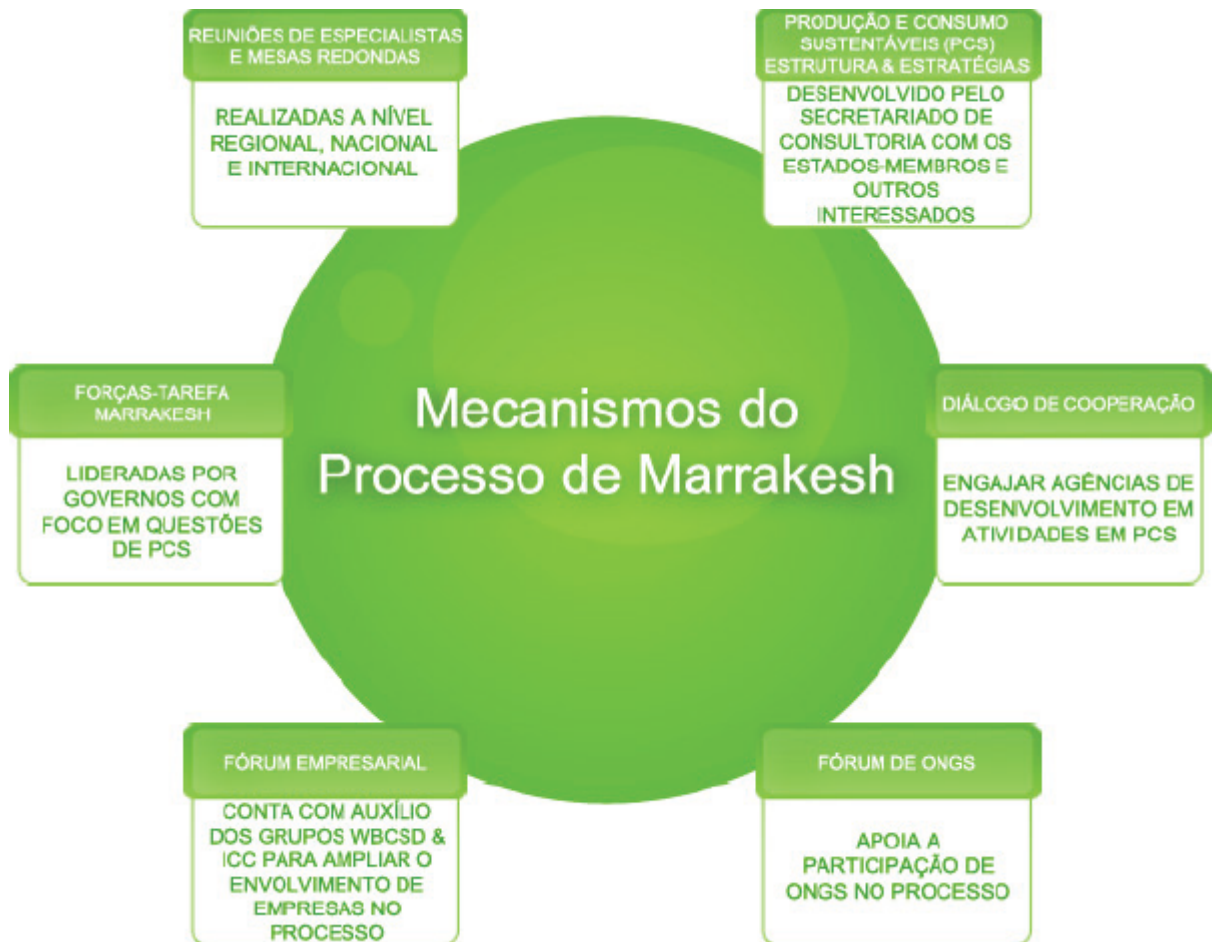 REUNIÕES DE ESPECIALISTAS
E MESAS REDONDAS
REALIZADAS A NÍVEL
REGIONAL, NACIONAL
E INTERNACIONAL
PRODUÇÃO E CONSUMO
SUSTENTÁVEIS (PCS)
ESTRUTURA & ESTRATÉGIAS
DESENVOLVIDO PELO
SECRETARIADO DE
CONSULTORIA COM OS
ESTADOS-MEMBROS E
OUTROS
INTERESSADOS
FORÇAS-TAREFA
MARRAKESH
LIDERADAS POR
GOVERNOS COM
FOCO EM QUESTÕES
DE PCS
Mecanismos do
Processo de Marrakesh
DIÁLOGO DE COOPERAÇÃO
ENGAJAR AGÊNCIAS DE
DESENVOLVIMENTO EM
ATIVIDADES EM PCS
FÓRUM EMPRESARIAL
CONTA COM AUXÍLIO
DOS GRUPOS WBCSD &
ICC PARA AMPLIAR O
ENVOLVIMENTO DE
EMPRESAS NO
PROCESSO
FÓRUM DE ONGS
APOIA A
PARTICIPAÇÃO DE
ONGS NO PROCESSO